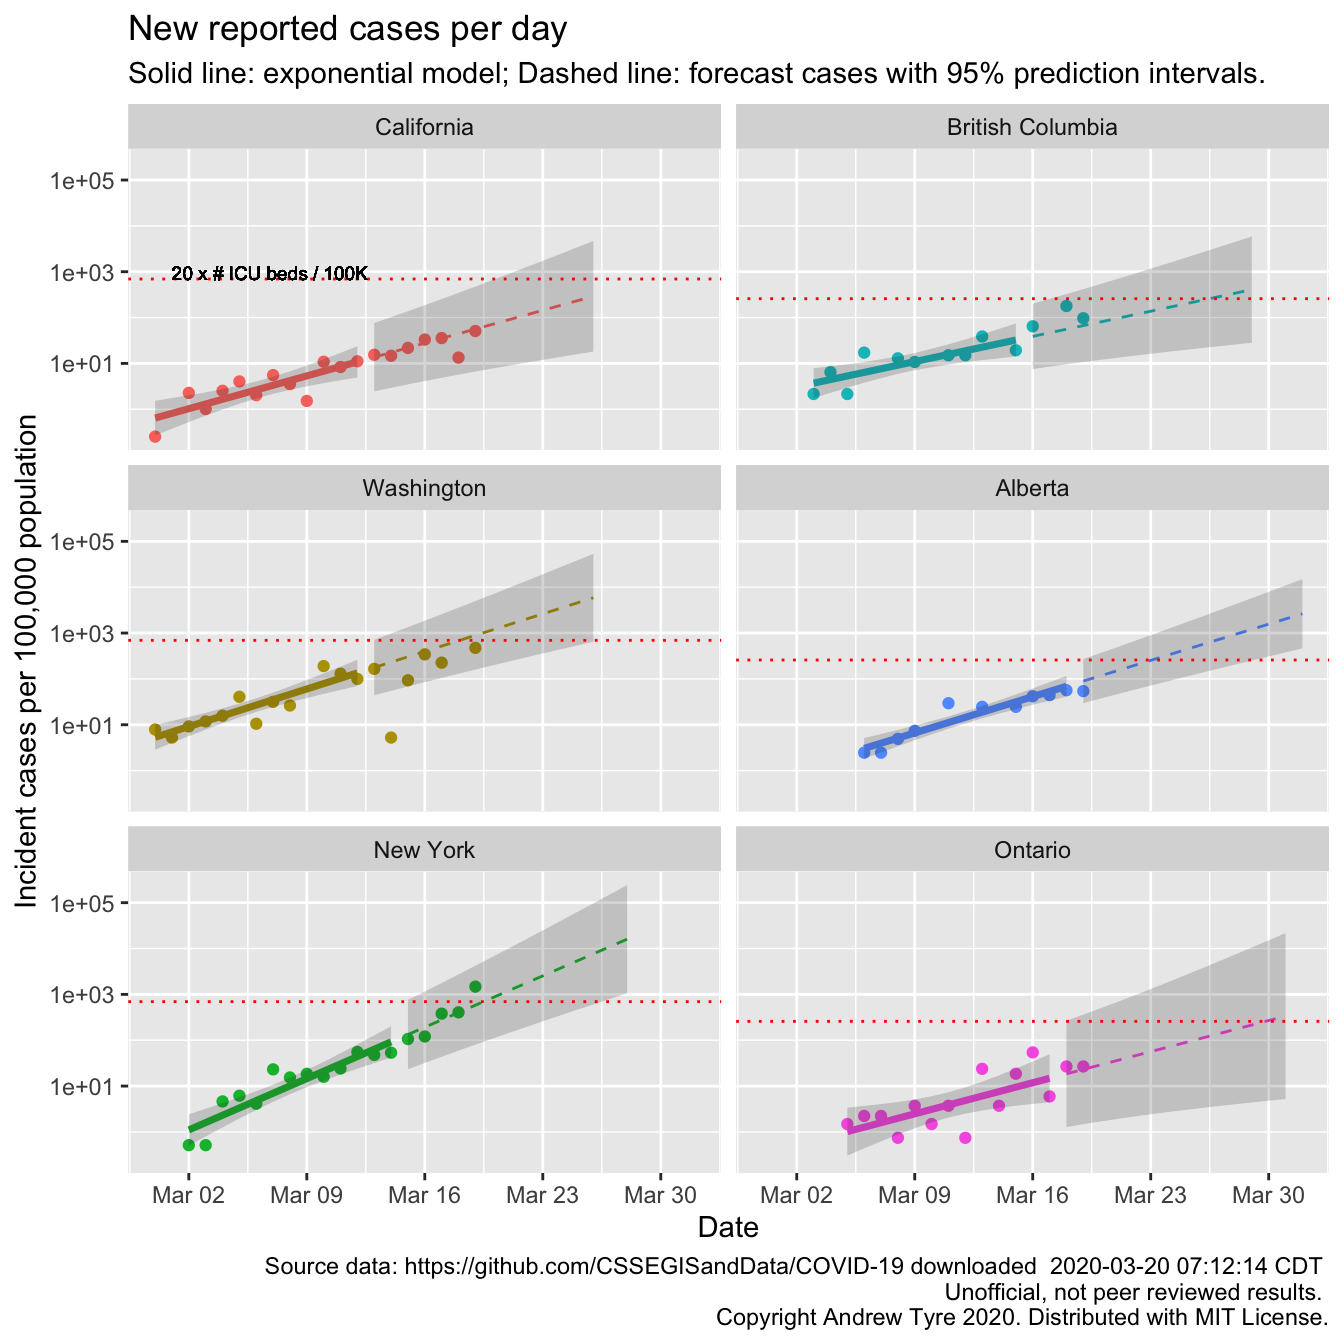 New reported cases per day
Solid line: exponential model; Dashed line: forecast cases with 95% prediction intervals.
California
British Columbia
1e+05
1e+03
1e+01
20 x # ICU beds / 100K
Washington
Alberta
1e+05
1e+03
1e+01
New York
Ontario
1e+05
1e+03
1e+01
Incident cases per 100,000 population
Mar 02 Mar 09 Mar 16 Mar 23 Mar 30 Mar 02 Mar 09 Mar 16 Mar 23 Mar 30
Date
Source data: https://github.com/CSSEGISandData/COVID-19 downloaded  2020-03-20 07:12:14 CDT
Unofficial, not peer reviewed results.
Copyright Andrew Tyre 2020. Distributed with MIT License.